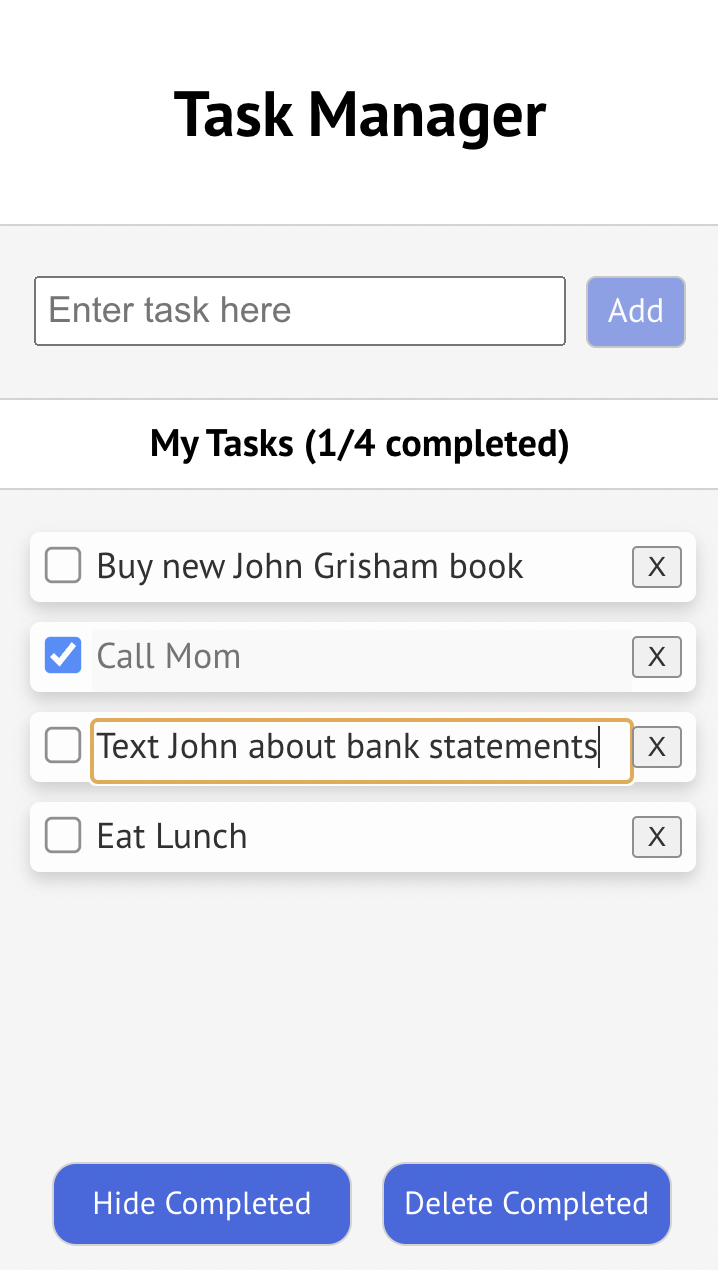 Task Manager
Enter task here
Add
My Tasks (1/4 completed)
Buy new John Grisham book
X
Call Mom
X
Text John about bank statements
X
Eat Lunch
X
Hide Completed
Delete Completed